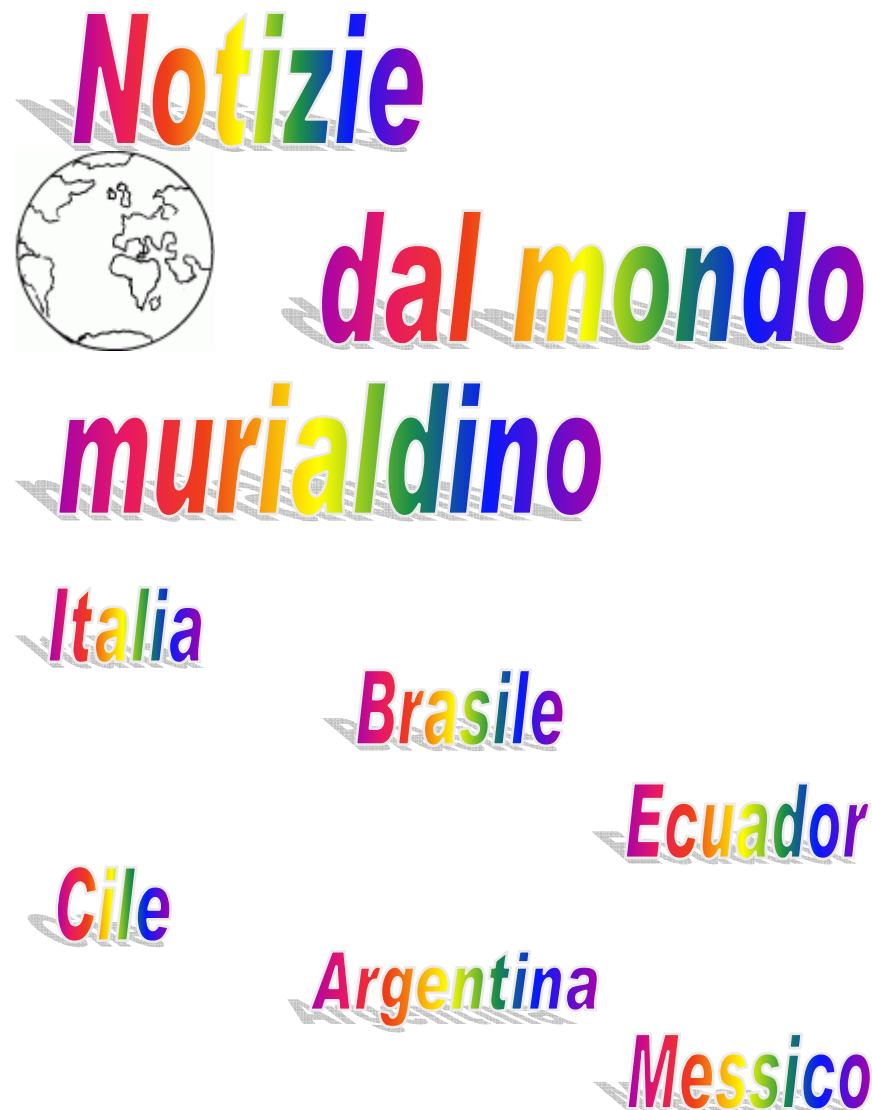 Notizie
dal mondo
murialdino
Italia
Brasile
Ecuador
Cile
Argentina
Messico